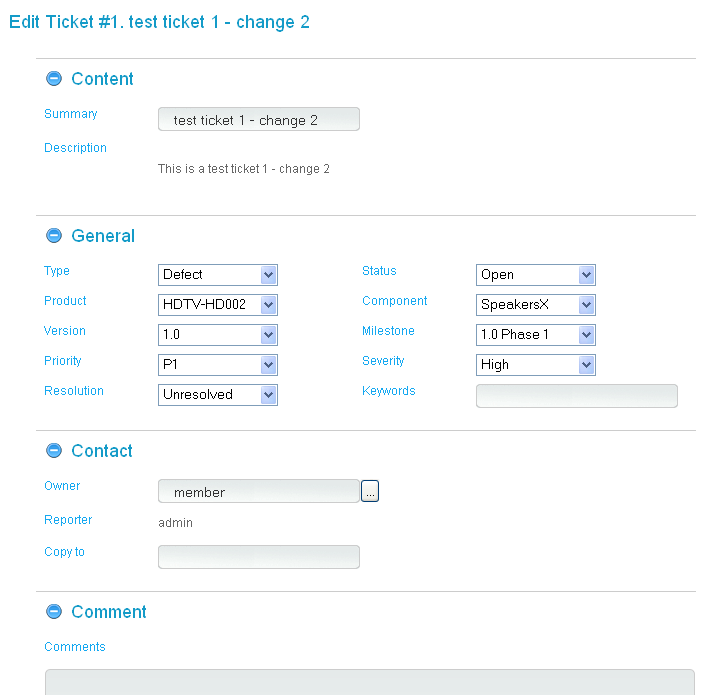 Edit Ticket #1. test ticket 1 - change 2
Content
Summary test ticket 1 - change 2
Description
This is a test ticket 1 - change 2
General
Type Defect Status Open
Product HDTV-HD002 Component SpeakersX
Version 1.0 Milestone 1.0 Phase 1
Priority P1 Severity High
Resolution Unresolved Keywords
Contact
Owner member ...
Reporter admin
Copy to
Comment
Comments